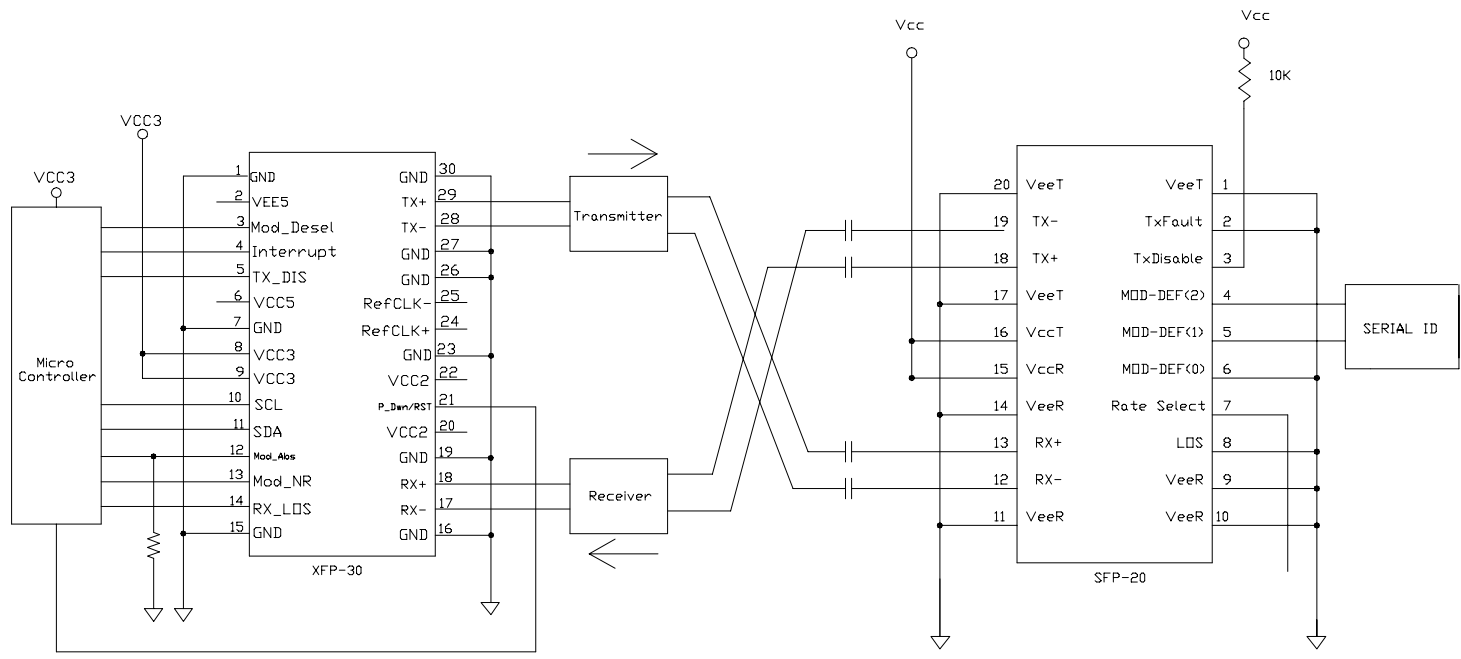 Vcc
Vcc
10K
VCC3
VCC3
Micro
Controller
1 GND
2 VEE5
3 Mod_Desel
4 Interrupt
5 TX_DIS
6 VCC5
7 GND
8 VCC3
9 VCC3
10 SCL
11 SDA
12 Mod_Abs
13 Mod_NR
14 RX_LOS
15 GND
GND 30
TX+ 29
TX- 28
GND 27
GND 26
RefCLK- 25
RefCLK+ 24
GND 23
VCC2 22
P_Dwn/RST 21
VCC2 20
GND 19
RX+ 18
RX- 17
GND 16
XFP-30
Transmitter
Receiver
20 VeeT
19 TX-
18 TX+
17 VeeT
16 VccT
15 VccR
14 VeeR
13 RX+
12 RX-
11 VeeR
VeeT 1
TxFault 2
TxDisable 3
MOD-DEF(2) 4
MOD-DEF(1) 5
MOD-DEF(0) 6
Rate Select 7
LOS 8
VeeR 9
VeeR 10
SFP-20
SERIAL ID